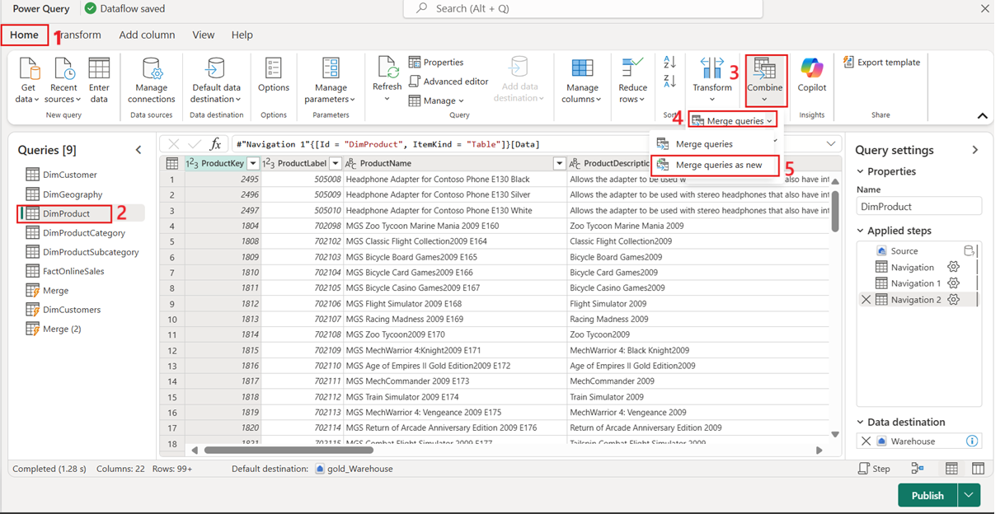 Power Query
Dataflow saved
Search (Alt + Q)
Home
1
Transform
Add column
View
Help
Get data
Recent sources
Enter data
New query
Manage connections
Data sources
Default data destination
Data destination
Options
Options
Manage parameters
Parameters
Refresh
Properties
Advanced editor
Manage
Add data destination
Query
Manage columns
Reduce rows
Sort
Transform
3
Combine
Copilot
Insights
Export template
Share
4
Merge queries
Merge queries
Merge queries as new
5
Queries [9]
DimCustomer
DimGeography
DimProduct
2
DimProductCategory
DimProductSubcategory
FactOnlineSales
Merge
DimCustomers
Merge (2)
fx
#"Navigation 1"{[Id = "DimProduct", ItemKind = "Table"]}[Data]
123 ProductKey 123 ProductLabel ABC ProductName ABC ProductDescriptio
1 2495 505008 Headphone Adapter for Contoso Phone E130 Black Allows the adapter to be used w also have int
2 2496 505009 Headphone Adapter for Contoso Phone E130 Silver Allows the adapter to be used with stereo headphones that also have int
3 2497 505010 Headphone Adapter for Contoso Phone E130 White Allows the adapter to be used with stereo headphones that also have int
4 1804 702098 MGS Zoo Tycoon Marine Mania 2009 E160 Zoo Tycoon Marine Mania 2009
5 1808 702102 MGS Classic Flight Collection2009 E164 Classic Flight Collection2009
6 1809 702103 MGS Bicycle Board Games2009 E165 Bicycle Board Games2009
7 1810 702104 MGS Bicycle Card Games2009 E166 Bicycle Card Games2009
8 1811 702105 MGS Bicycle Casino Games2009 E167 Bicycle Casino Games2009
9 1812 702106 MGS Flight Simulator 2009 E168 Flight Simulator 2009
10 1813 702107 MGS Racing Madness 2009 E169 Racing Madness 2009
11 1814 702108 MGS Zoo Tycoon2009 E170 Zoo Tycoon2009
12 1815 702109 MGS MechWarrior 4:Knight2009 E171 MechWarrior 4: Black Knight2009
13 1816 702110 MGS Age of Empires II Gold Edition2009 E172 Age of Empires II Gold Edition2009
14 1817 702111 MGS MechCommander 2009 E173 MechCommander 2009
15 1818 702112 MGS Train Simulator 2009 E174 Train Simulator 2009
16 1819 702113 MGS MechWarrior 4: Vengeance 2009 E175 MechWarrior 4: Vengeance 2009
17 1820 702114 MGS Return of Arcade Anniversary Edition 2009 E176 Return of Arcade Anniversary Edition 2009
18 1821 702115 MGS Combat Flight Simulator 2009 E177 Tailspin Combat Flight Simulator 2009
Query settings
Properties
Name
DimProduct
Applied steps
Source
Navigation
Navigation 1
Navigation 2
Data destination
Warehouse
Completed (1.28 s) Columns: 22 Rows: 99+ Default destination: gold_Warehouse
Step
Publish